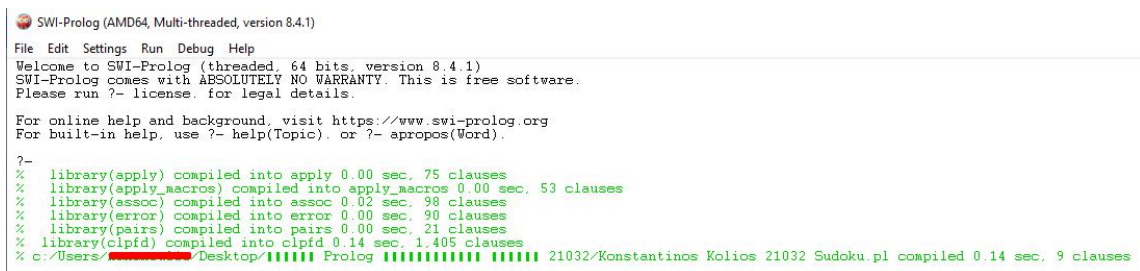 SWI-Prolog (AMD64, Multi-threaded, version 8.4.1)
File Edit Settings Run Debug Help
Welcome to SWI-Prolog (threaded, 64 bits, version 8.4.1)
SWI-Prolog comes with ABSOLUTELY NO WARRANTY. This is free software.
Please run ?- license. for legal details.
For online help and background, visit https://www.swi-prolog.org
For built-in help, use ?- help(Topic). or ?- apropos(Word).
?-
% library(apply) compiled into apply 0.00 sec, 75 clauses
% library(apply_macros) compiled into apply_macros 0.00 sec, 53 clauses
% library(assoc) compiled into assoc 0.02 sec, 98 clauses
% library(error) compiled into error 0.00 sec, 90 clauses
% library(pairs) compiled into pairs 0.00 sec, 21 clauses
% library(clpfd) compiled into clpfd 0.14 sec, 1,405 clauses
% c:/Users/ /Desktop/ Prolog 21032/Konstantinos Kolios 21032 Sudoku.pl compiled 0.14 sec, 9 clauses